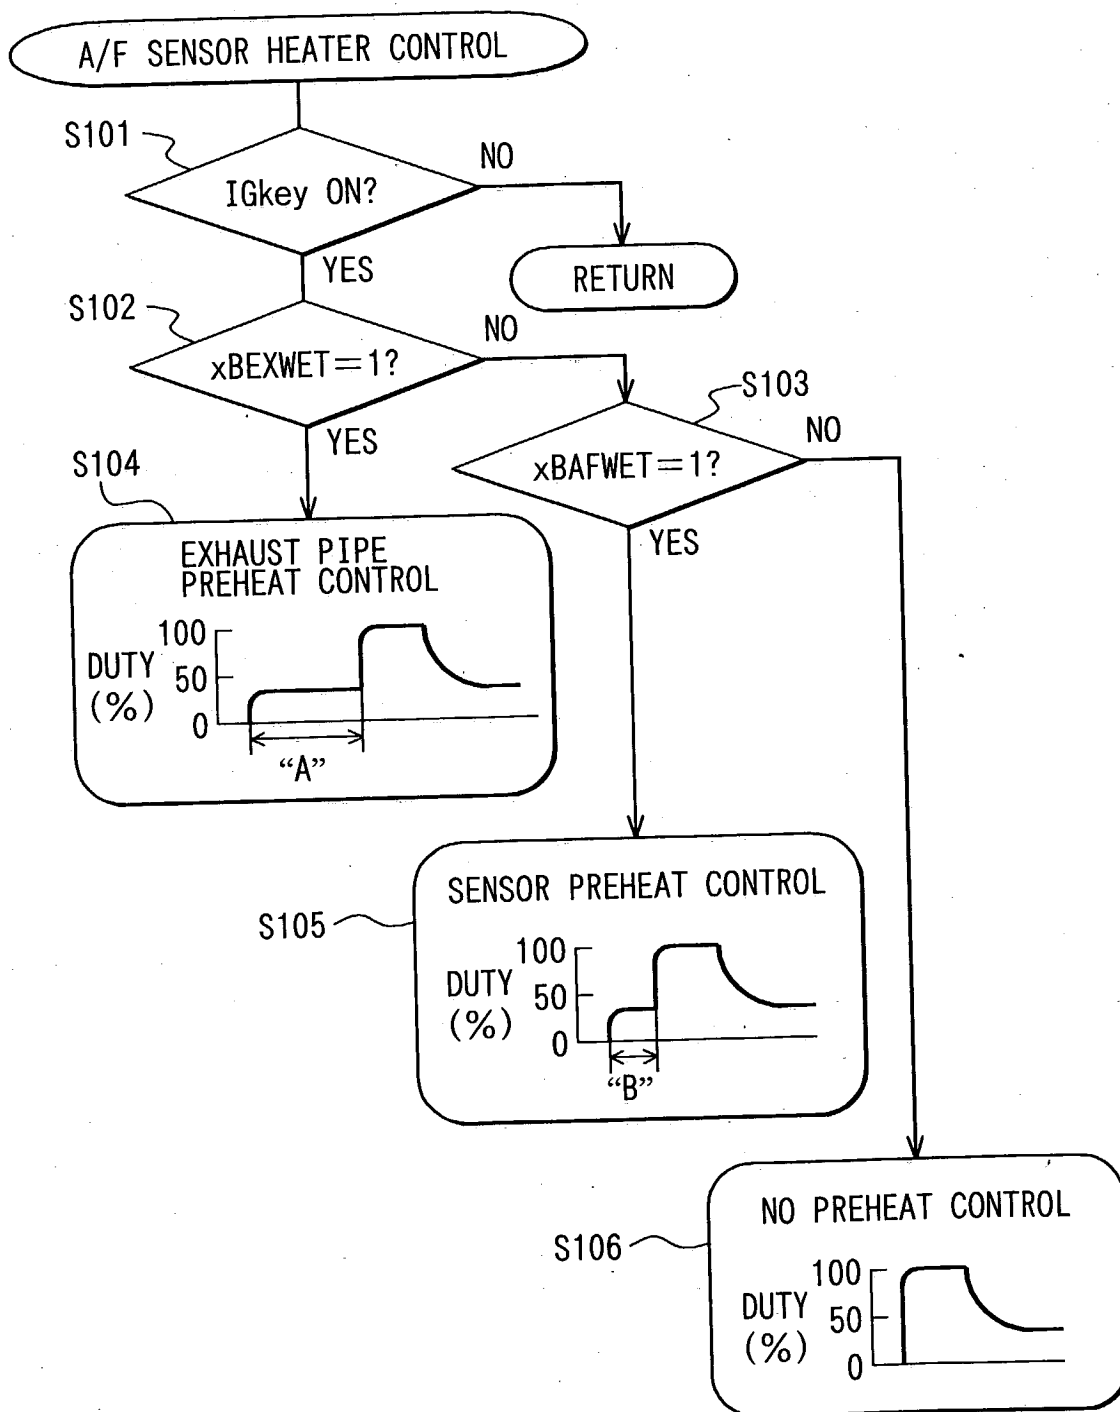 A/F SENSOR HEATER CONTROL
S101
IGkey ON?
NO
YES
RETURN
S102
xBEXWET=1?
NO
YES
S103
xBAFWET=1?
NO
YES
S104
EXHAUST PIPE
PREHEAT CONTROL
DUTY
(%)
100
50
0
“A”
S105
SENSOR PREHEAT CONTROL
DUTY
(%)
100
50
0
“B”
S106
NO PREHEAT CONTROL
DUTY
(%)
100
50
0